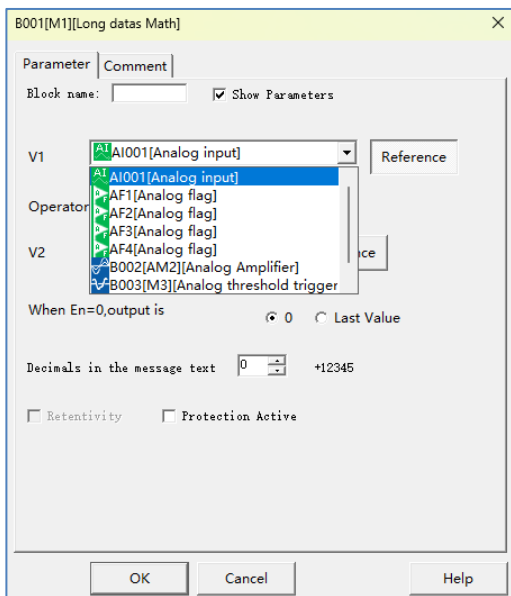 B001[M1][Long datas Math]
Parameter Comment
Block name: Show Parameters
V1 AI AI001[Analog input] Reference
AI AI001[Analog input]
AF1[Analog flag]
Operator AF2[Analog flag]
AF3[Analog flag]
AF4[Analog flag]
V2 B002[AM2][Analog Amplifier]
B003[M3][Analog threshold trigger
When En=0,output is 0 Last Value
Decimals in the message text 0 +12345
Retentivity Protection Active
OK Cancel Help